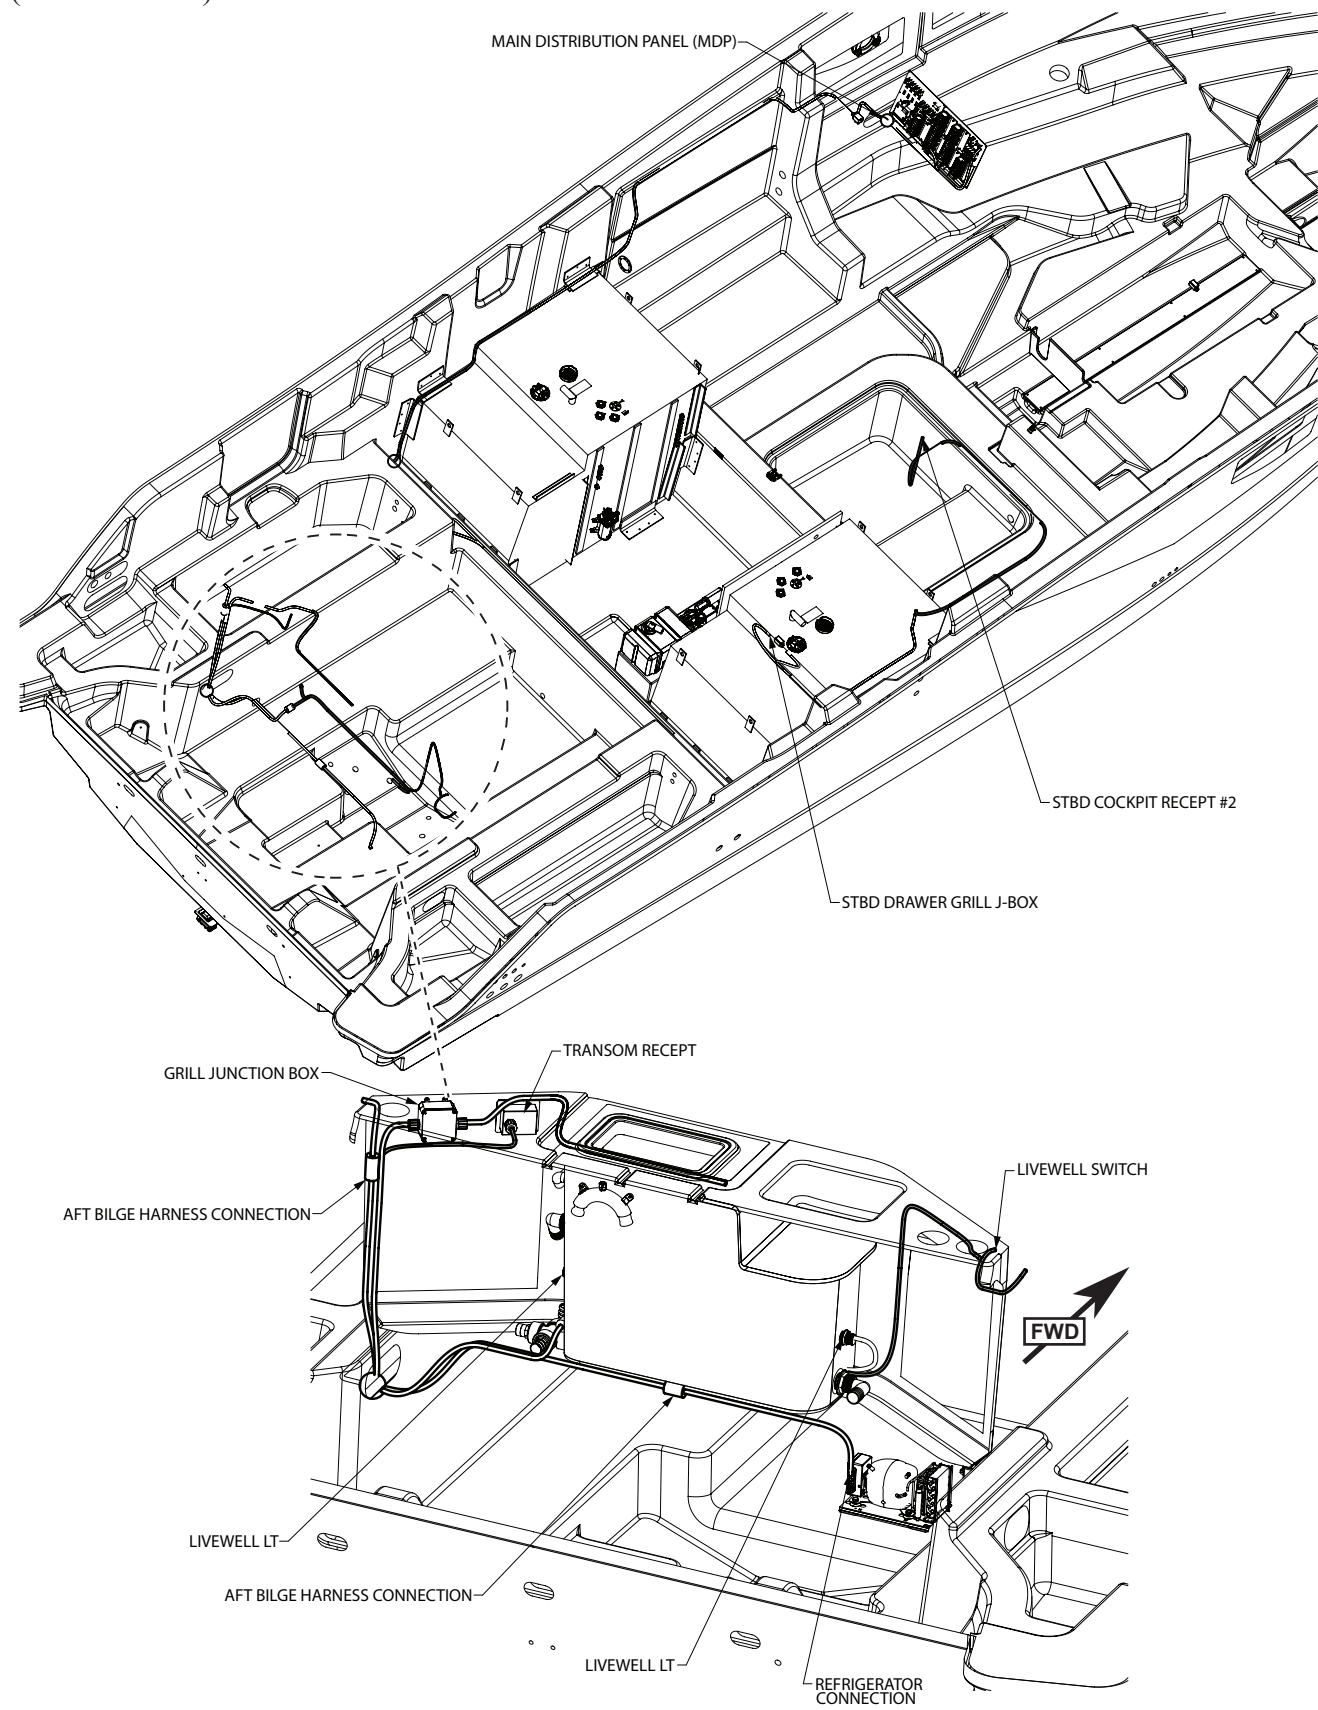 MAIN DISTRIBUTION PANEL (MDP)
STBD COCKPIT RECEPT #2
STBD DRAWER GRILL J-BOX
TRANSOM RECEPT
GRILL JUNCTION BOX
LIVEWELL SWITCH
AFT BILGE HARNESS CONNECTION
FWD
LIVEWELL LT
AFT BILGE HARNESS CONNECTION
LIVEWELL LT
REFRIGERATOR
CONNECTION